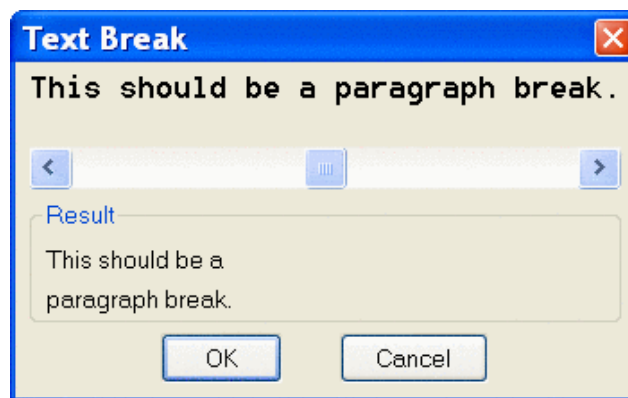 Text Break
This should be a paragraph break.
Result
This should be a
paragraph break.
OK
Cancel